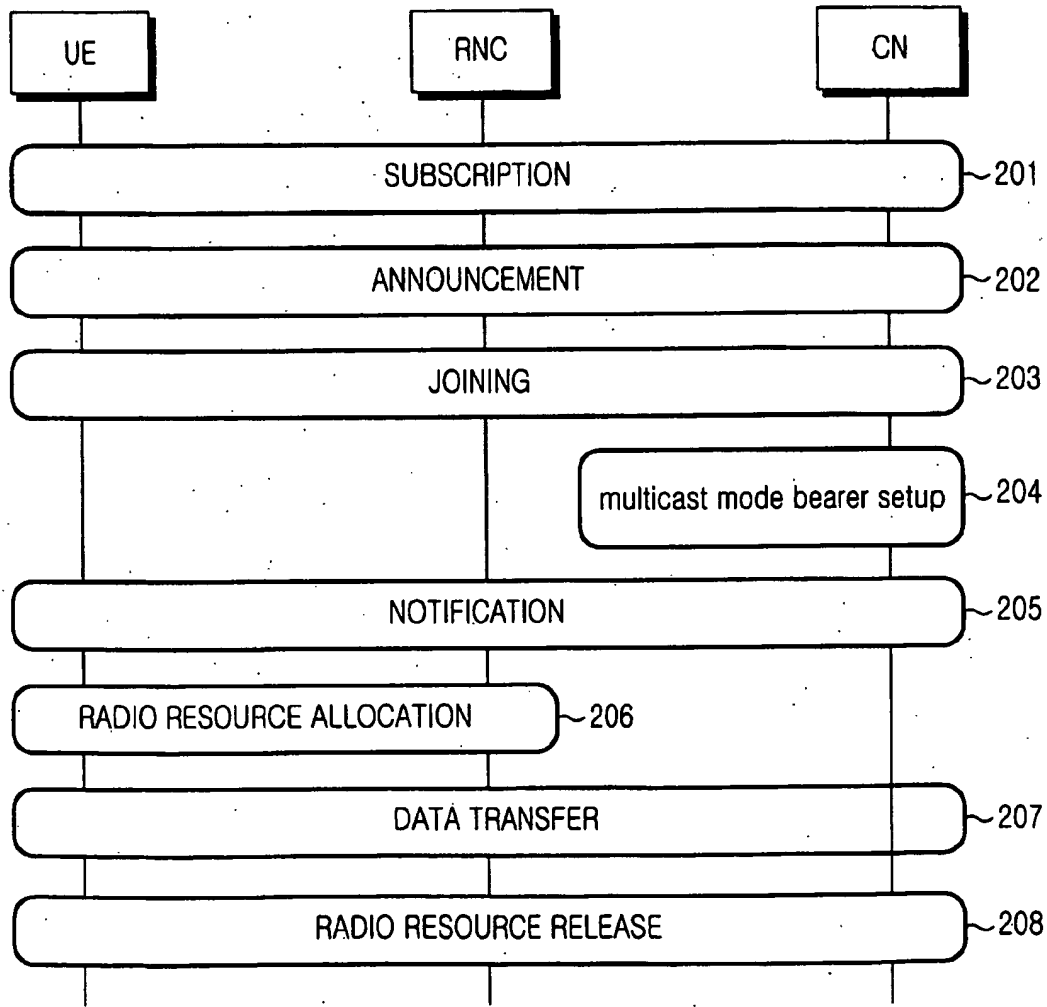 UE
RNC
CN
SUBSCRIPTION
201
ANNOUNCEMENT
202
JOINING
203
multicast mode bearer setup
204
NOTIFICATION
205
RADIO RESOURCE ALLOCATION
206
DATA TRANSFER
207
RADIO RESOURCE RELEASE
208